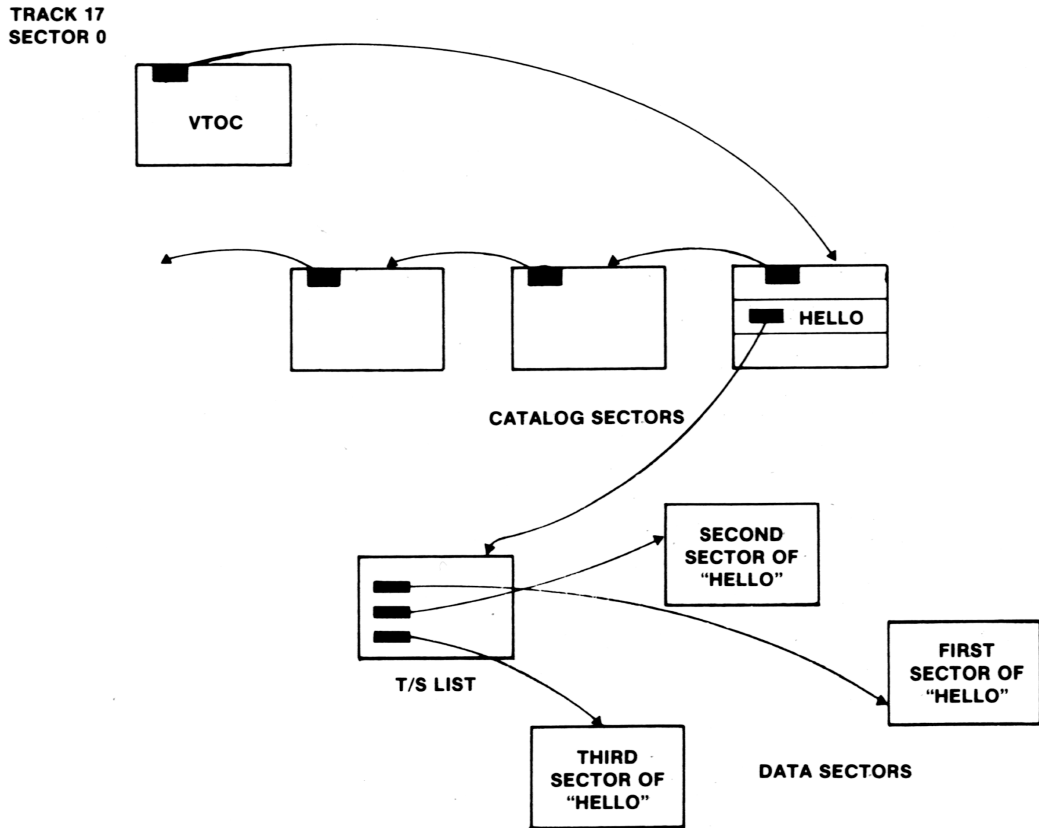 TRACK 17
SECTOR 0
VTOC
HELLO
CATALOG SECTORS
SECOND
SECTOR OF
“HELLO”
T/S LIST
FIRST
SECTOR OF
“HELLO”
THIRD
SECTOR OF
“HELLO”
DATA SECTORS